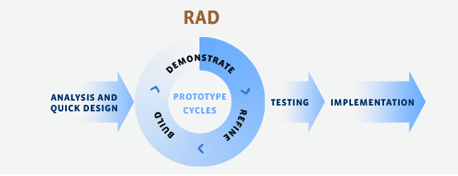 RAD
ANALYSIS AND
QUICK DESIGN
DEMONSTRATE
REFINE
BUILD
PROTOTYPE
CYCLES
TESTING
IMPLEMENTATION